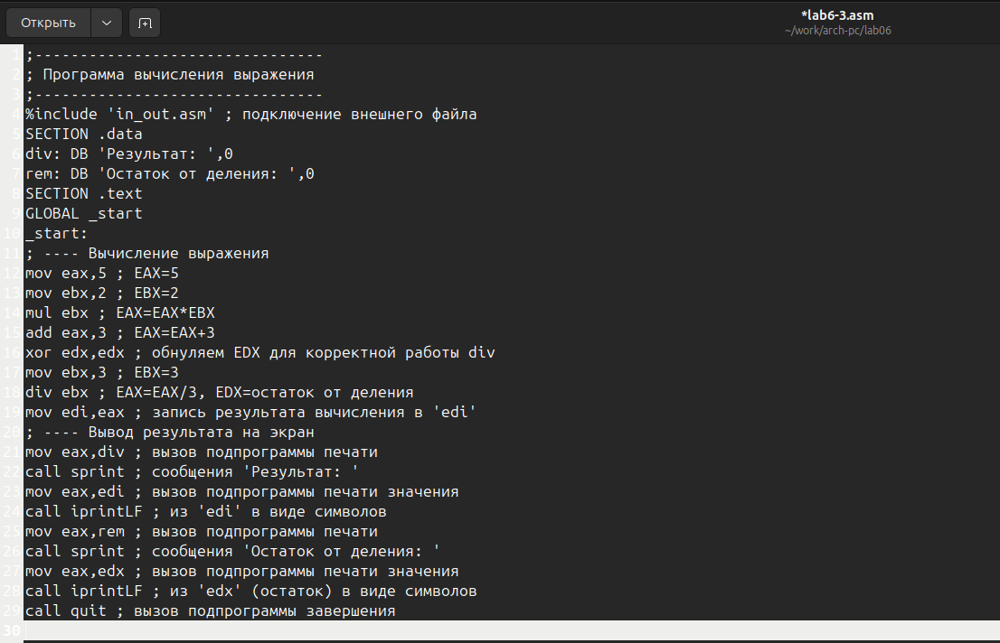 Открыть
*lab6-3.asm
~/work/arch-pc/lab06
1 ;--------------------------------
2 ; Программа вычисления выражения
3 ;--------------------------------
4 %include 'in_out.asm' ; подключение внешнего файла
5 SECTION .data
6 div: DB 'Результат: ',0
7 rem: DB 'Остаток от деления: ',0
8 SECTION .text
9 GLOBAL _start
10 _start:
11 ; ---- Вычисление выражения
12 mov eax,5 ; EAX=5
13 mov ebx,2 ; EBX=2
14 mul ebx ; EAX=EAX*EBX
15 add eax,3 ; EAX=EAX+3
16 xor edx,edx ; обнуляем EDX для корректной работы div
17 mov ebx,3 ; EBX=3
18 div ebx ; EAX=EAX/3, EDX=остаток от деления
19 mov edi,eax ; запись результата вычисления в 'edi'
20 ; ---- Вывод результата на экран
21 mov eax,div ; вызов подпрограммы печати
22 call sprint ; сообщения 'Результат: '
23 mov eax,edi ; вызов подпрограммы печати значения
24 call iprintLF ; из 'edi' в виде символов
25 mov eax,rem ; вызов подпрограммы печати
26 call sprint ; сообщения 'Остаток от деления: '
27 mov eax,edx ; вызов подпрограммы печати значения
28 call iprintLF ; из 'edx' (остаток) в виде символов
29 call quit ; вызов подпрограммы завершения
30